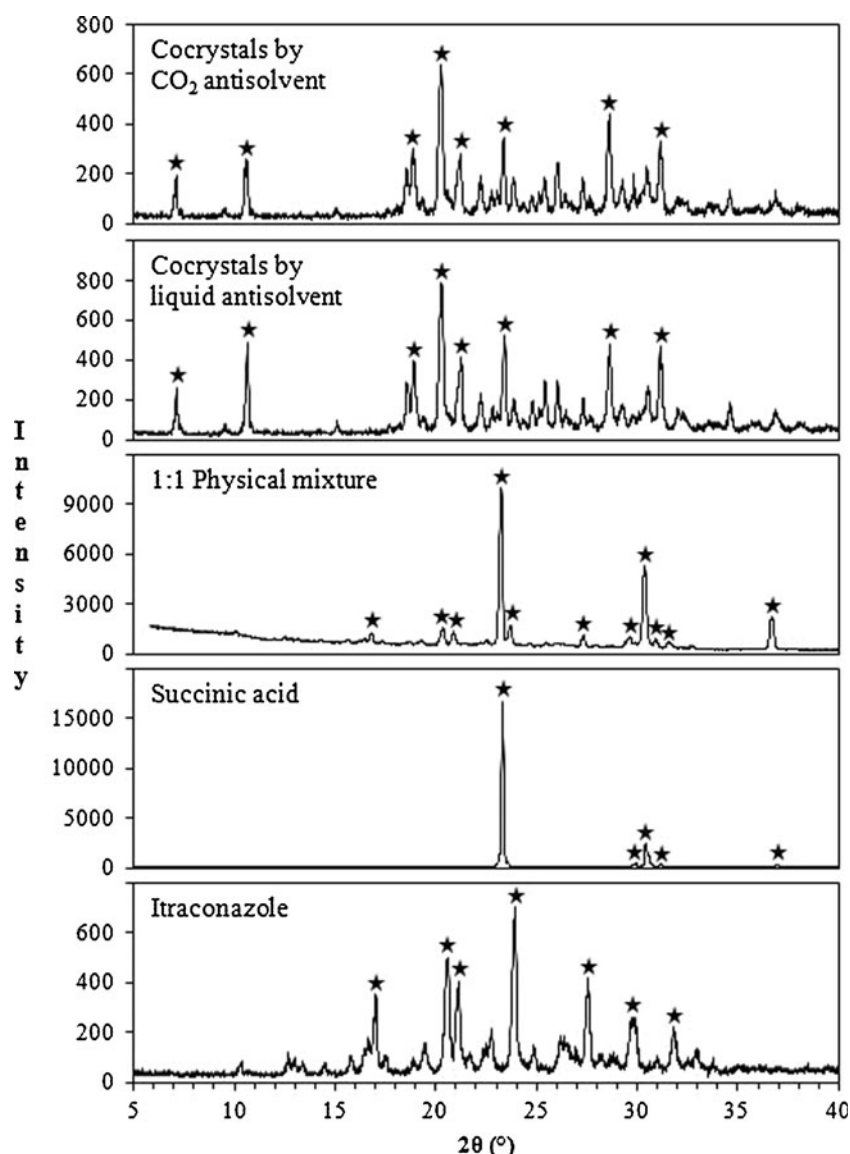 Cocrystals by
CO₂ antisolvent
800
600
400
200
0
Cocrystals by
liquid antisolvent
800
600
400
200
0
1:1 Physical mixture
9000
6000
3000
0
Succinic acid
15000
10000
5000
0
Itraconazole
600
400
200
0
5 10 15 20 25 30 35 40
2θ (°)
Intensity